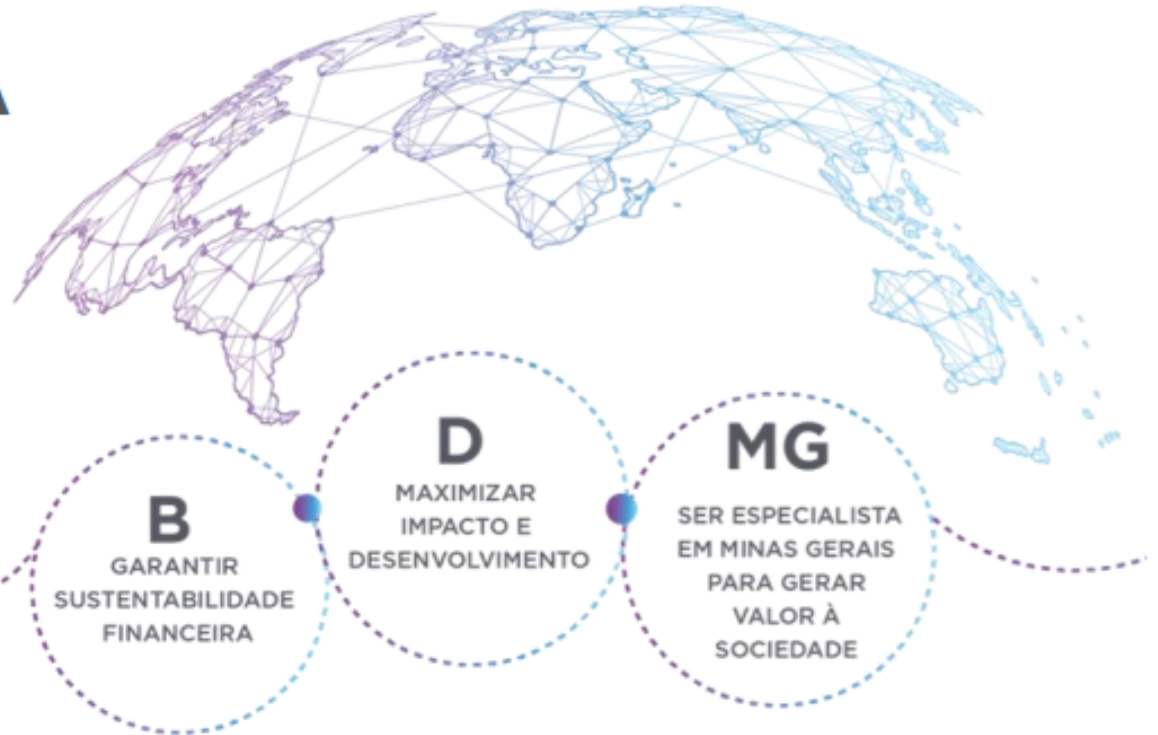 A
B
GARANTIR
SUSTENTABILIDADE
FINANCEIRA
D
MAXIMIZAR
IMPACTO E
DESENVOLVIMENTO
MG
SER ESPECIALISTA
EM MINAS GERAIS
PARA GERAR
VALOR À
SOCIEDADE